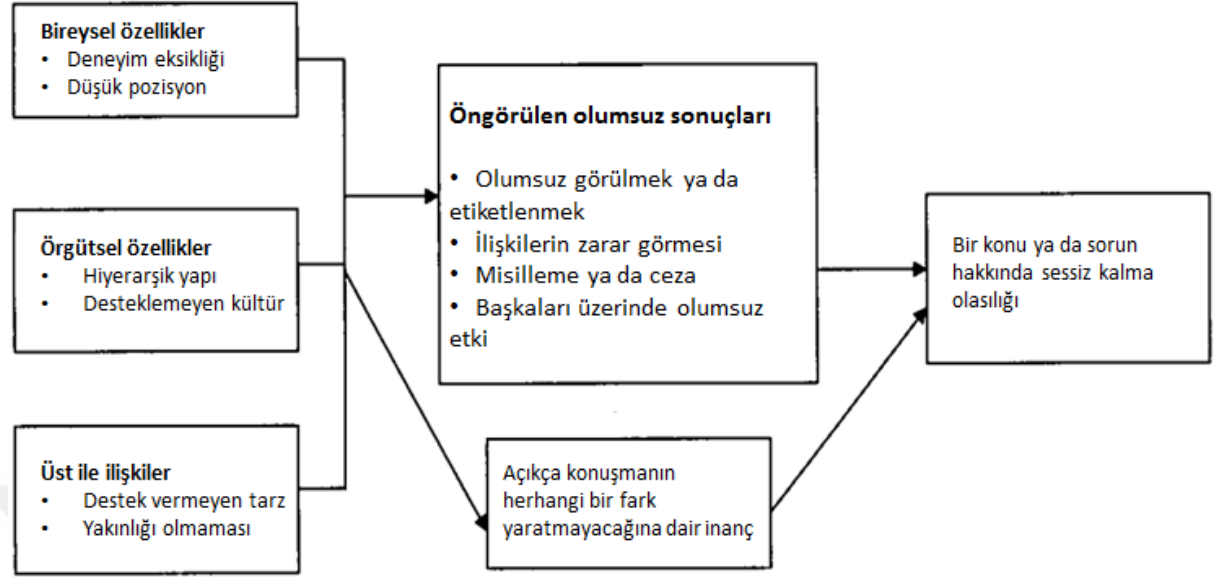 Bireysel özellikler
• Deneyim eksikliği
• Düşük pozisyon
Örgütsel özellikler
• Hiyerarşik yapı
• Desteklemeyen kültür
Üst ile ilişkiler
• Destek vermeyen tarz
• Yakınlığı olmaması
Öngörülen olumsuz sonuçları
• Olumsuz görülmek ya da
etiketlenmek
• İlişkilerin zarar görmesi
• Misilleme ya da ceza
• Başkaları üzerinde olumsuz
etki
Açıkça konuşmanın
herhangi bir fark
yaratmayacağına dair inanç
Bir konu ya da sorun
hakkında sessiz kalma
olasılığı